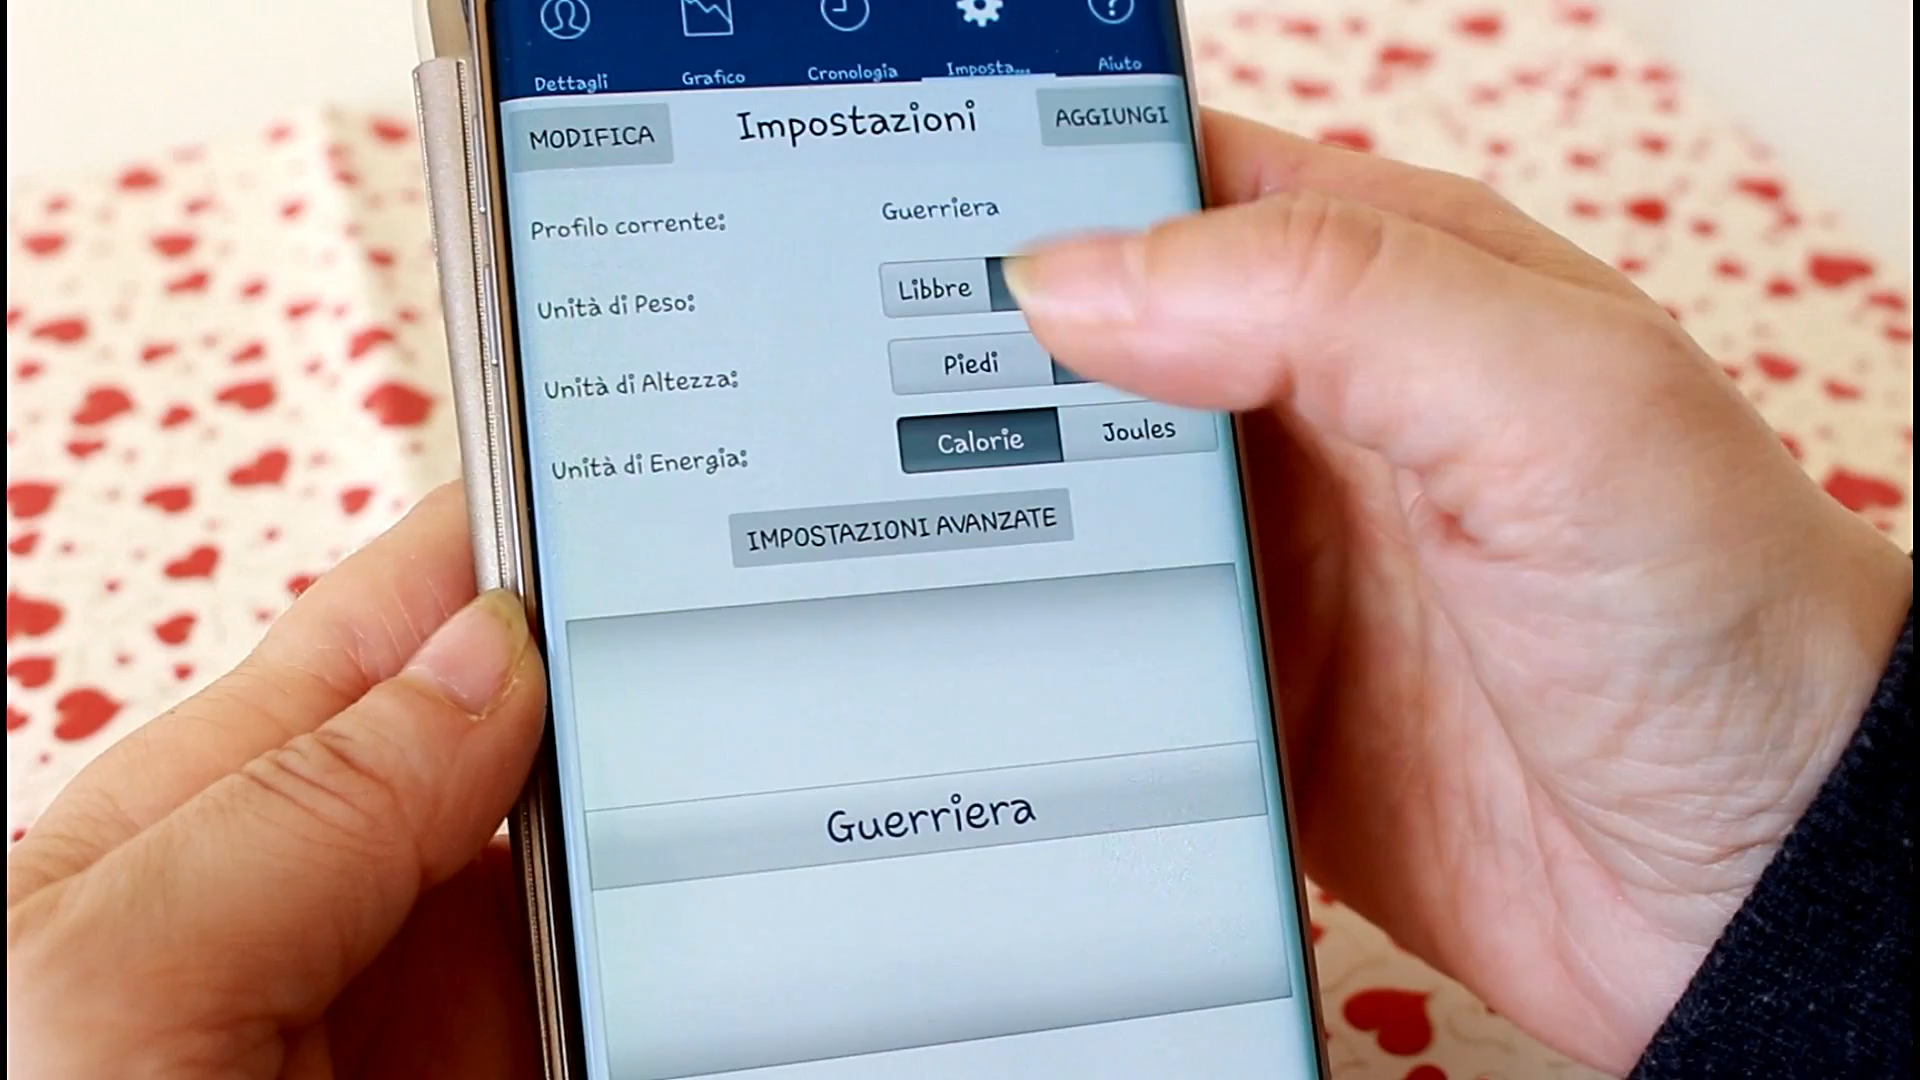 Dettagli Grafico Cronologia Imposta... Aiuto
MODIFICA Impostazioni AGGIUNGI
Profilo corrente: Guerriera
Unità di Peso: Libbre
Unità di Altezza: Piedi
Unità di Energia: Calorie Joules
IMPOSTAZIONI AVANZATE
Guerriera